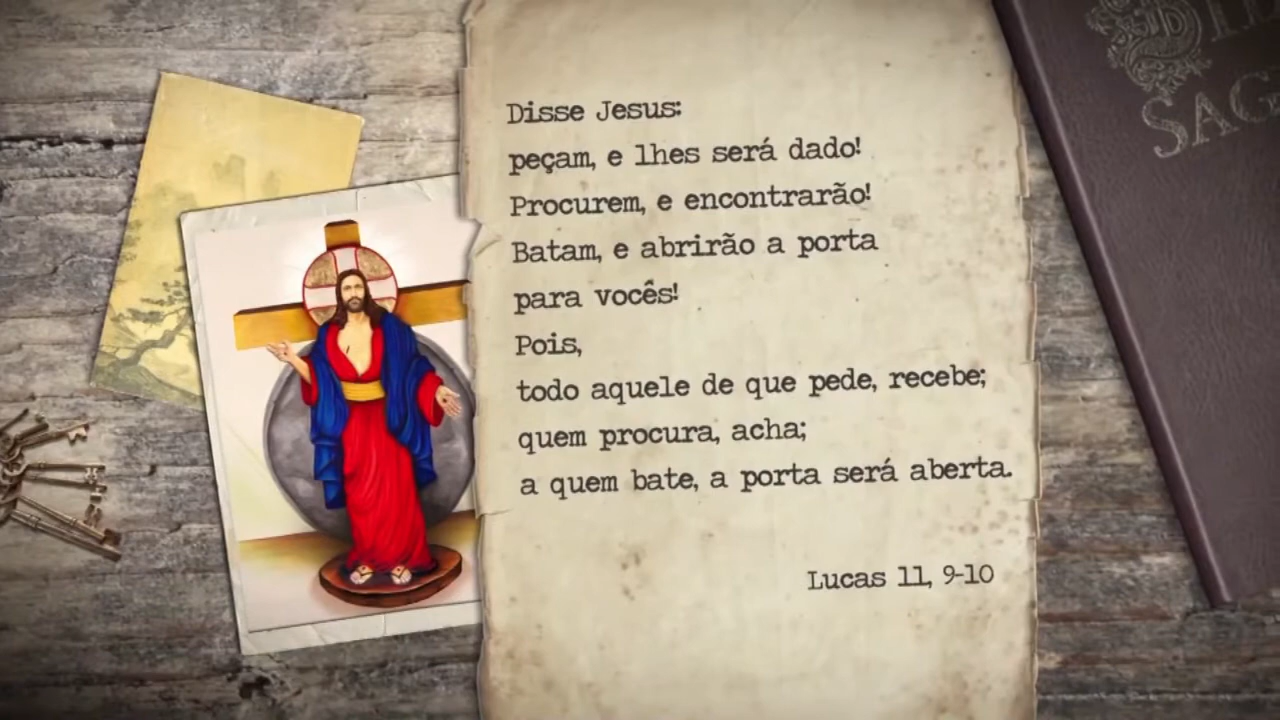 Disse Jesus:
peçam, e lhes será dado!
Procurem, e encontrarão!
Batam, e abrirão a porta
para vocês!
Pois,
todo aquele de que pede, recebe;
quem procura, acha;
a quem bate, a porta será aberta.
Lucas 11, 9-10